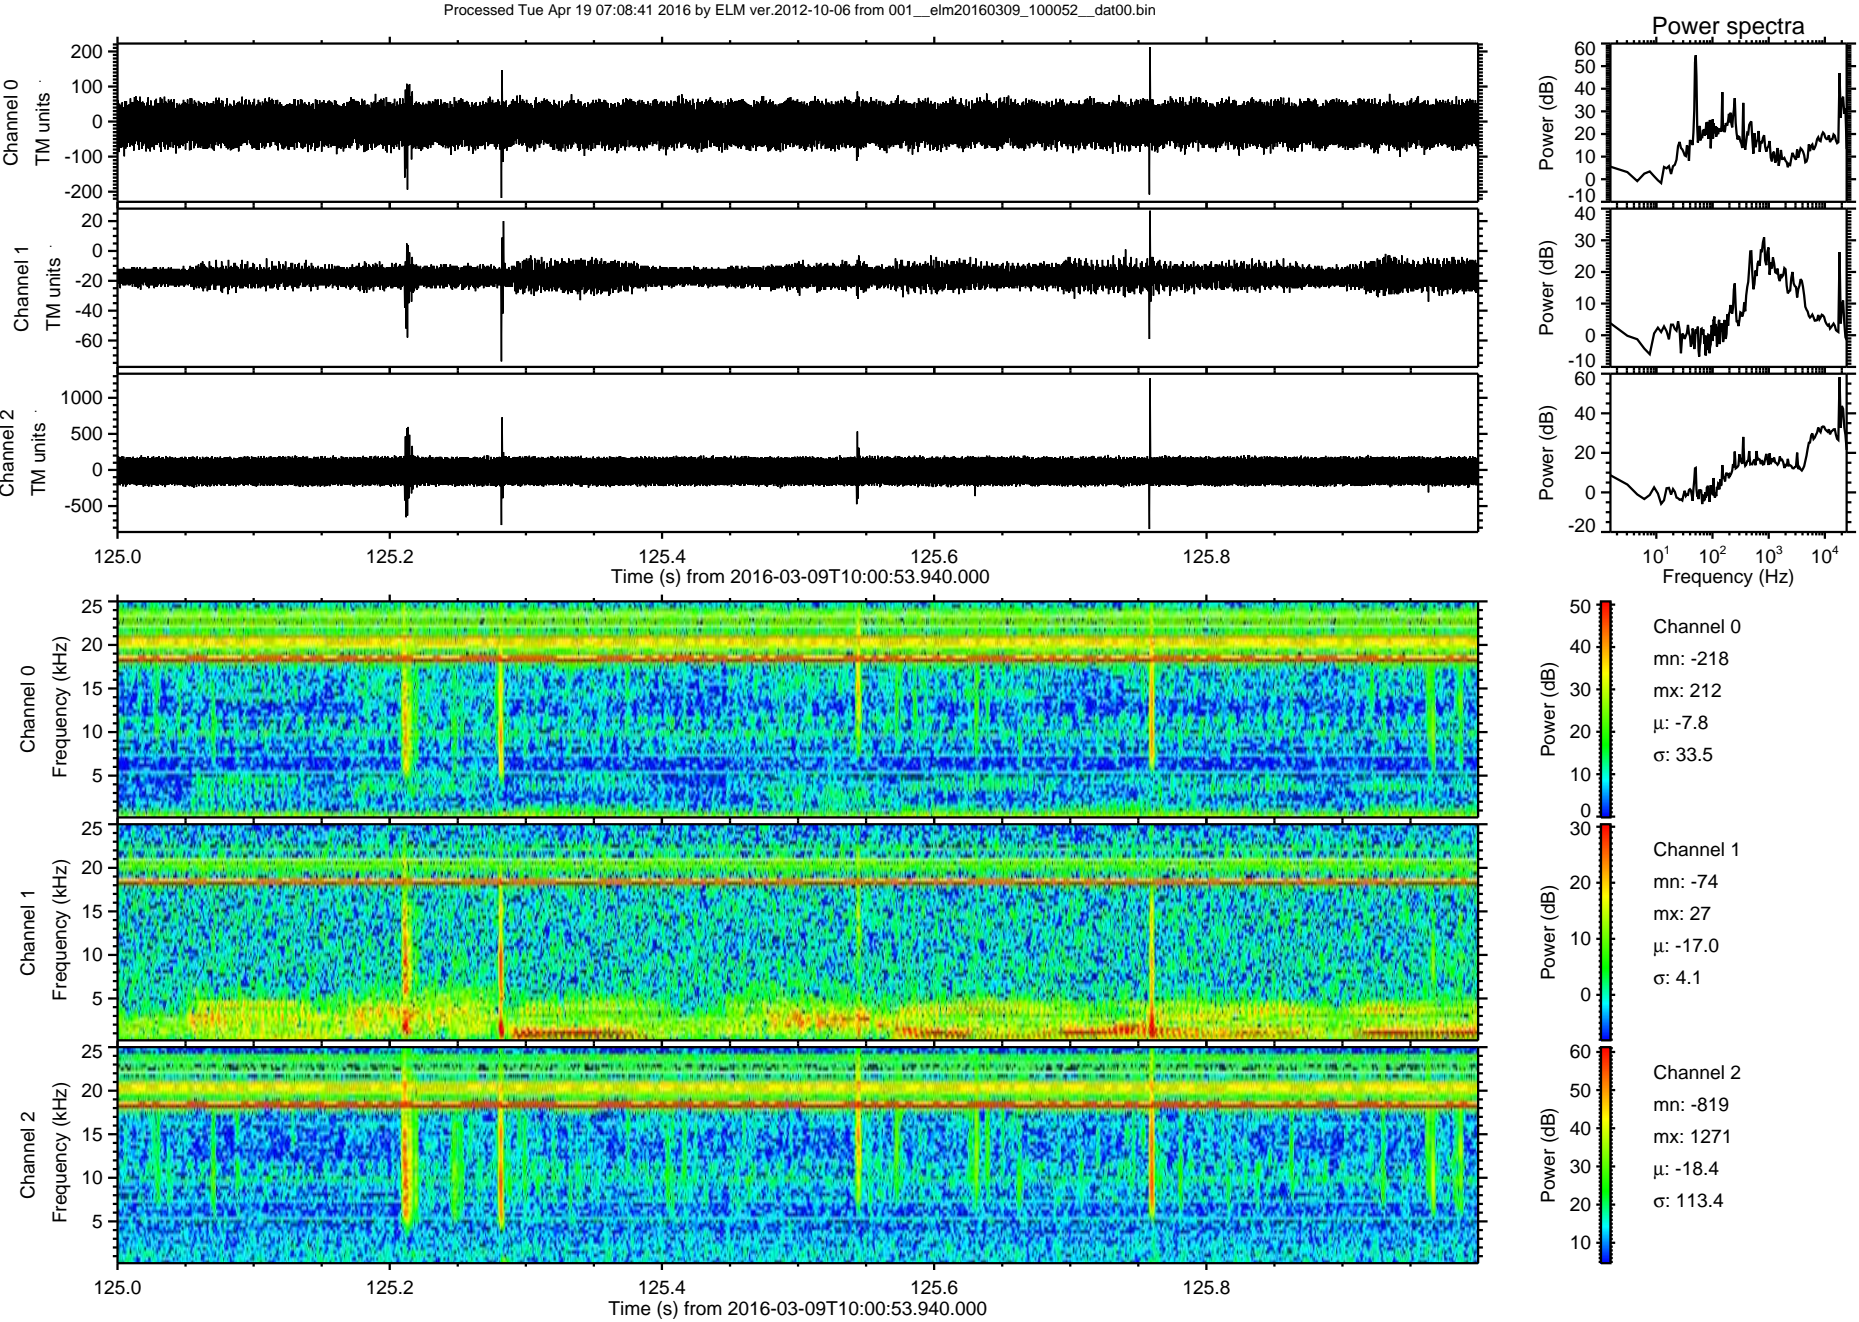 Processed Tue Apr 19 07:08:41 2016 by ELM ver.2012-10-06 from 001__elm20160309_100052__dat00.bin
Power spectra
Channel 0
TM units
200
100
0
-100
-200
Power (dB)
60
50
40
30
20
10
0
-10
Channel 1
TM units
20
0
-20
-40
-60
Power (dB)
40
30
20
10
0
-10
Channel 2
TM units
1000
500
0
-500
Power (dB)
60
40
20
0
-20
125.0 125.2 125.4 125.6 125.8
Time (s) from 2016-03-09T10:00:53.940.000
10¹ 10² 10³ 10⁴
Frequency (Hz)
Channel 0
Frequency (kHz)
25
20
15
10
5
Power (dB)
50
40
30
20
10
0
Channel 0
mn: -218
mx: 212
μ: -7.8
σ: 33.5
Channel 1
Frequency (kHz)
25
20
15
10
5
Power (dB)
30
20
10
0
Channel 1
mn: -74
mx: 27
μ: -17.0
σ: 4.1
Channel 2
Frequency (kHz)
25
20
15
10
5
Power (dB)
60
50
40
30
20
10
Channel 2
mn: -819
mx: 1271
μ: -18.4
σ: 113.4
125.0 125.2 125.4 125.6 125.8
Time (s) from 2016-03-09T10:00:53.940.000